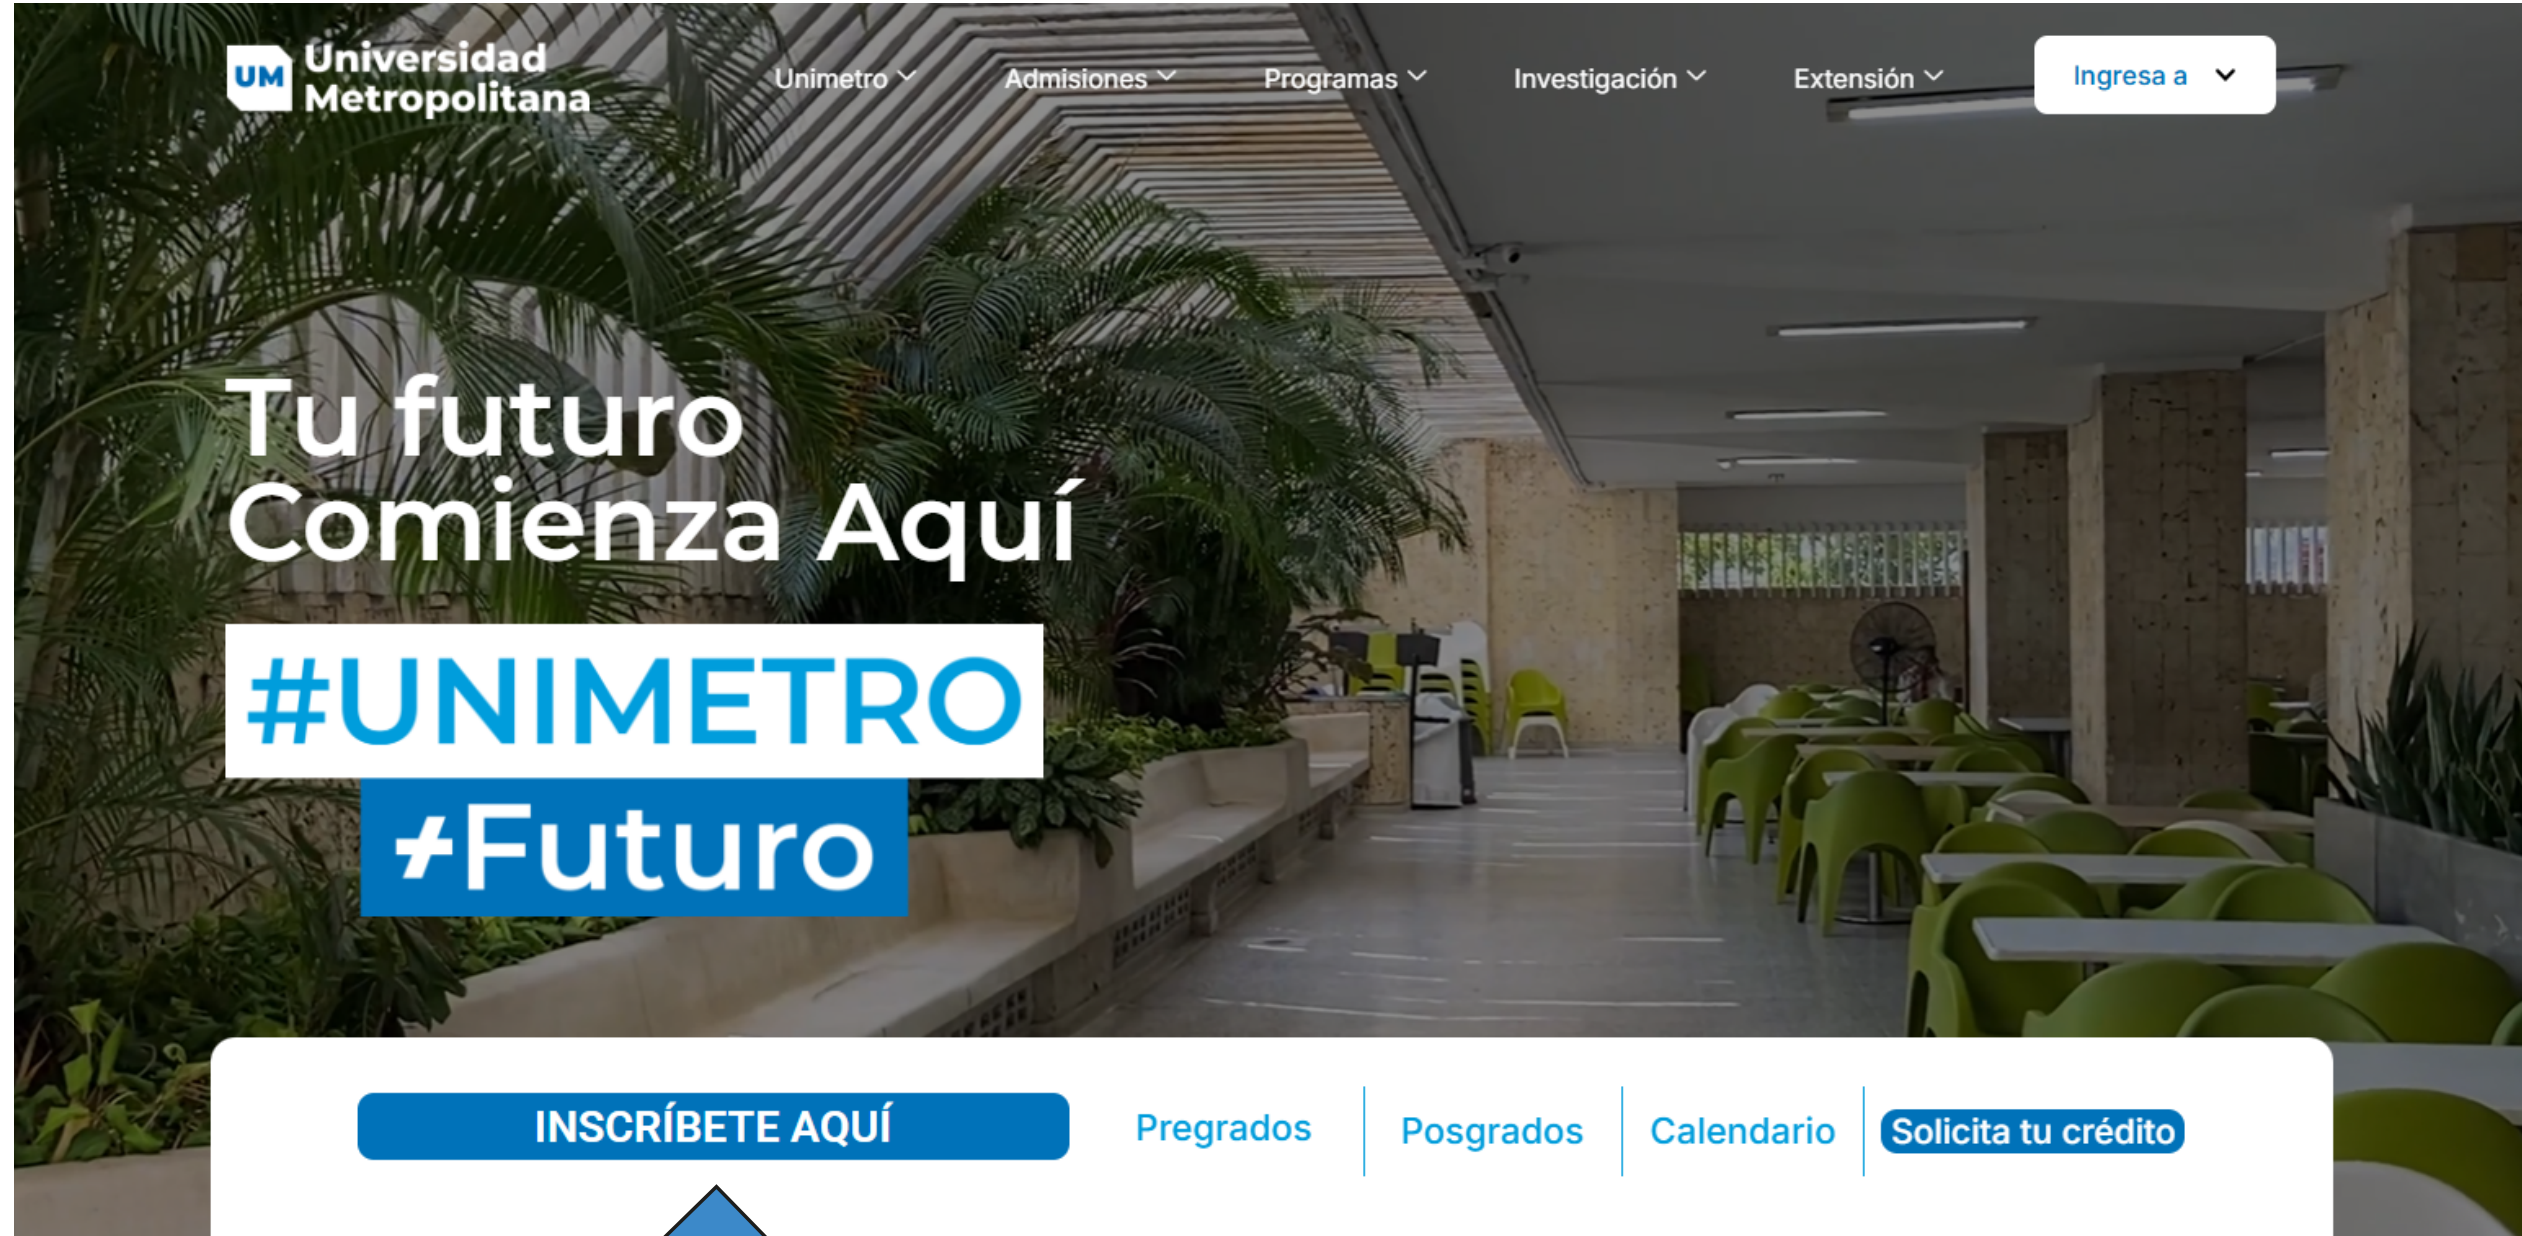 Universidad
Metropolitana
UM
Unimetro
Admisiones
Programas
Investigación
Extensión
Ingresa a
Tu futuro
Comienza Aquí
#UNIMETRO
+Futuro
INSCRÍBETE AQUÍ
Pregrados
Posgrados
Calendario
Solicita tu crédito